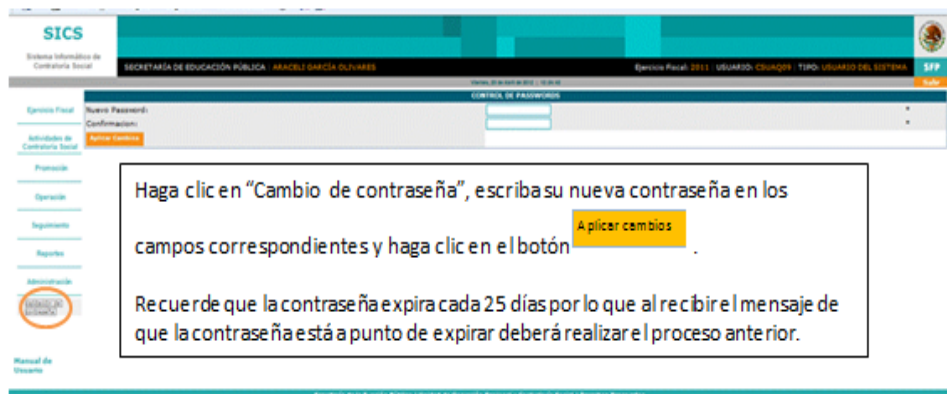 SICS
Sistema Informático de
Contraloría Social
SECRETARÍA DE EDUCACIÓN PÚBLICA : ARACELI GARCÍA OLIVARES
Ejercicio Fiscal: 2011 : USUARIO: CSUAQ09 : TIPO: USUARIO DEL SISTEMA
SFP
Salir
CONTROL DE PASSWORDS
Nuevo Password:
*
Confirmacion:
*
Aplicar Cambios
Ejercicio Fiscal
Actividades de
Contraloría Social
Promoción
Operación
Seguimiento
Reportes
Administración
Manual de
Usuario
Haga clic en “Cambio de contraseña”, escriba su nueva contraseña en los
campos correspondientes y haga clic en el botón Aplicar cambios .
Recuerde que la contraseña expira cada 25 días por lo que al recibir el mensaje de
que la contraseña está a punto de expirar deberá realizar el proceso anterior.